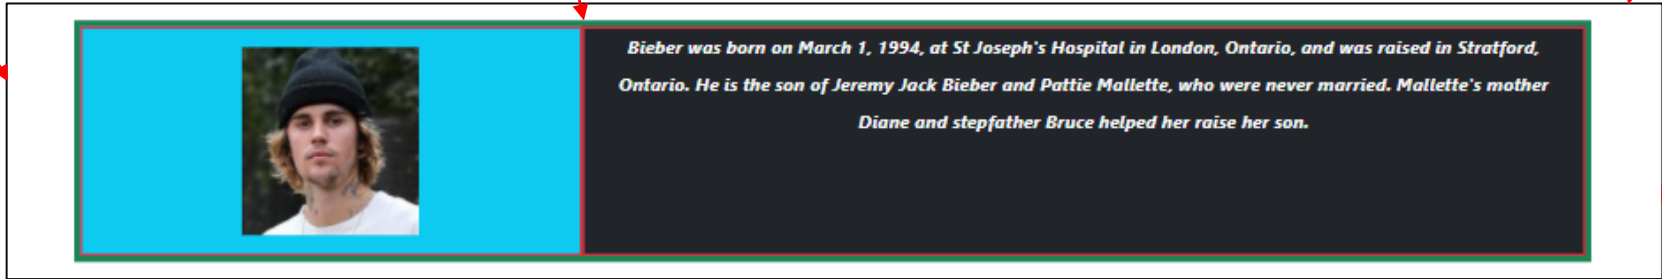 Bieber was born on March 1, 1994, at St Joseph's Hospital in London, Ontario, and was raised in Stratford,
Ontario. He is the son of Jeremy Jack Bieber and Pattie Mallette, who were never married. Mallette's mother
Diane and stepfather Bruce helped her raise her son.